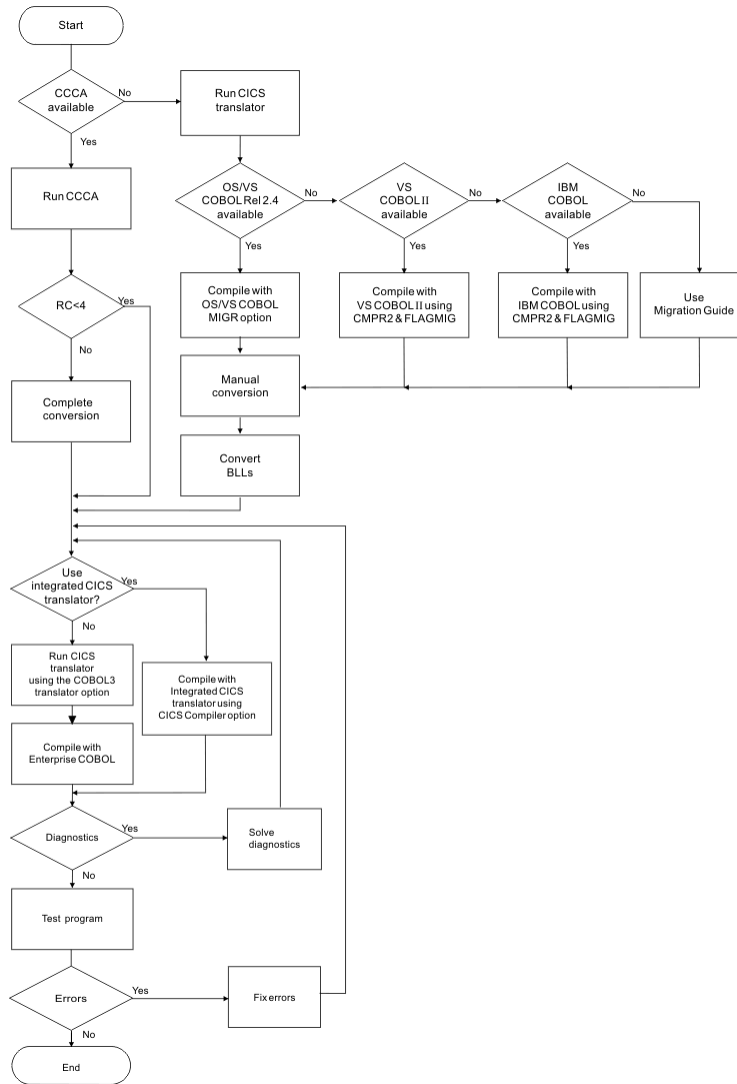 Start
CCCA
available
No
Yes
Run CICS
translator
Run CCCA
OS/VS
COBOL Rel 2.4
available
No
Yes
VS
COBOL II
available
No
Yes
IBM
COBOL
available
No
Yes
RC<4
Yes
No
Compile with
OS/VS COBOL
MIGR option
Compile with
VS COBOL II using
CMPR2 & FLAGMIG
Compile with
IBM COBOL using
CMPR2 & FLAGMIG
Use
Migration Guide
Complete
conversion
Manual
conversion
Convert
BLLs
Use
integrated CICS
translator?
Yes
No
Run CICS
translator
using the COBOL3
translator option
Compile with
Integrated CICS
translator using
CICS Compiler option
Compile with
Enterprise COBOL
Diagnostics
Yes
No
Solve
diagnostics
Test program
Errors
Yes
No
Fix errors
End